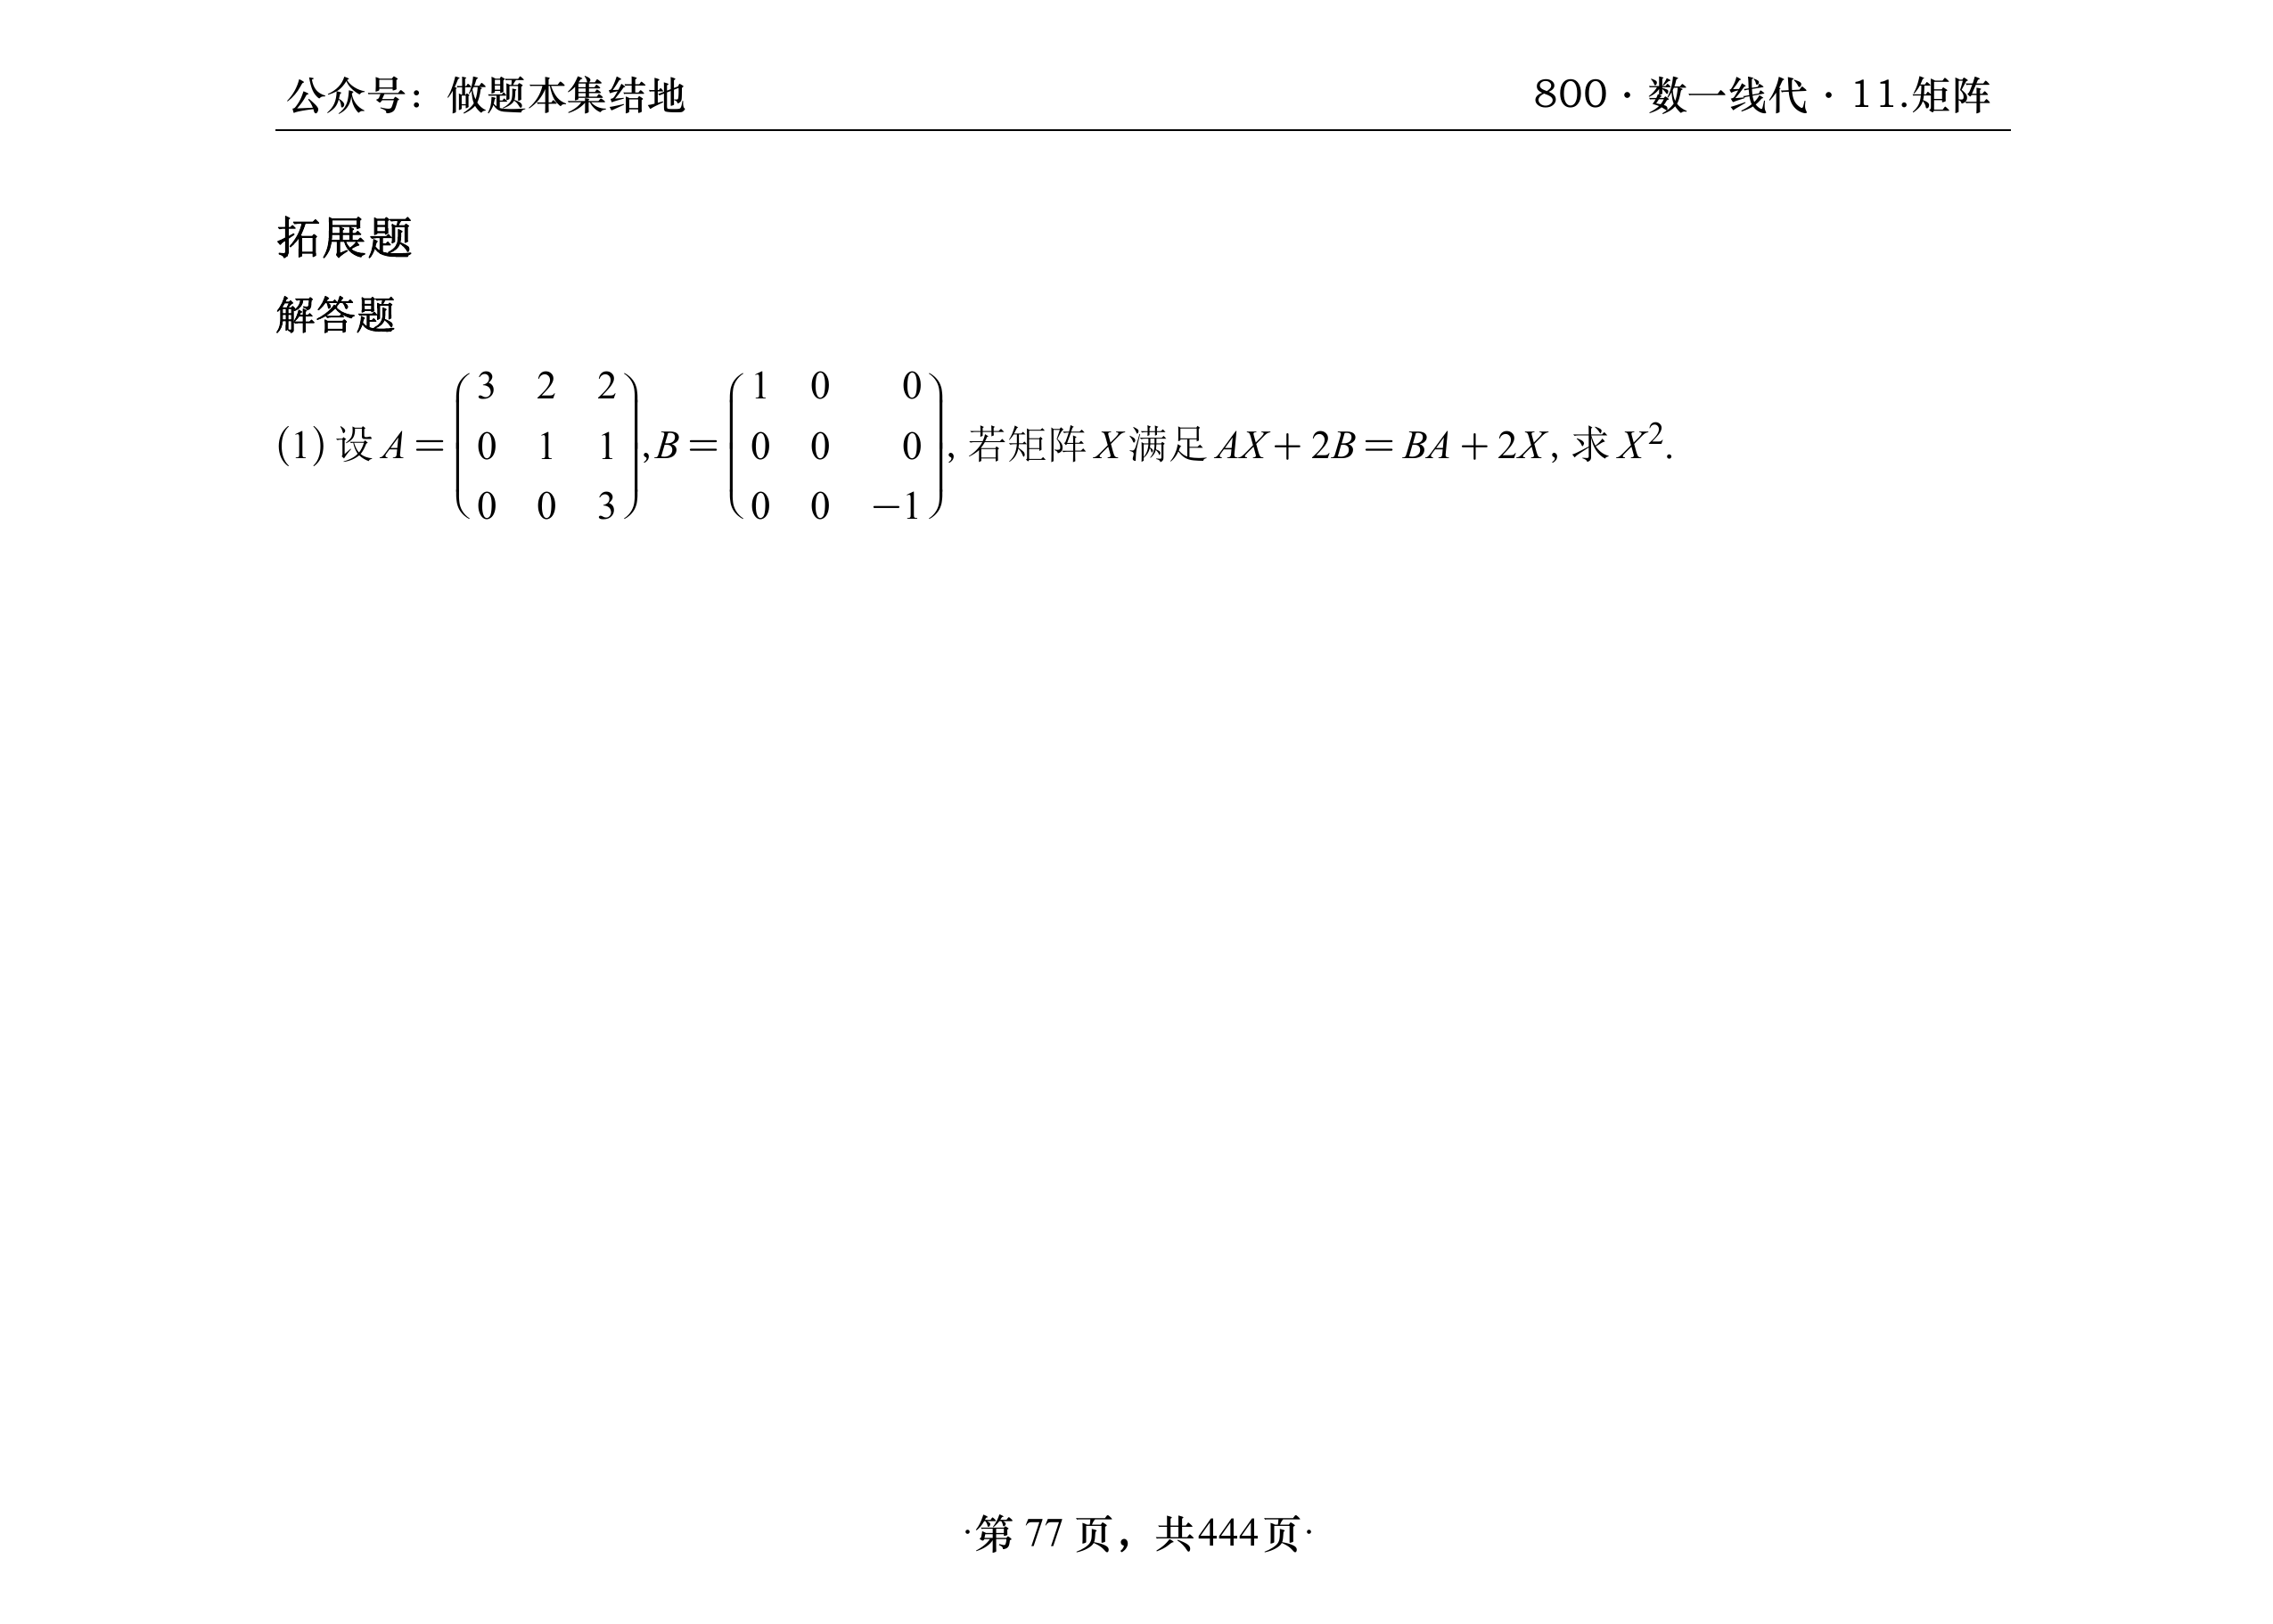 公众号：做题本集结地 800·数一线代·11.矩阵
拓展题
解答题
(1) 设 A = \begin{pmatrix} 3 & 2 & 2 \\ 0 & 1 & 1 \\ 0 & 0 & 3 \end{pmatrix}, B = \begin{pmatrix} 1 & 0 & 0 \\ 0 & 0 & 0 \\ 0 & 0 & -1 \end{pmatrix}, 若矩阵 X 满足 AX + 2B = BA + 2X, 求 X^2.
·第 77 页，共444页·